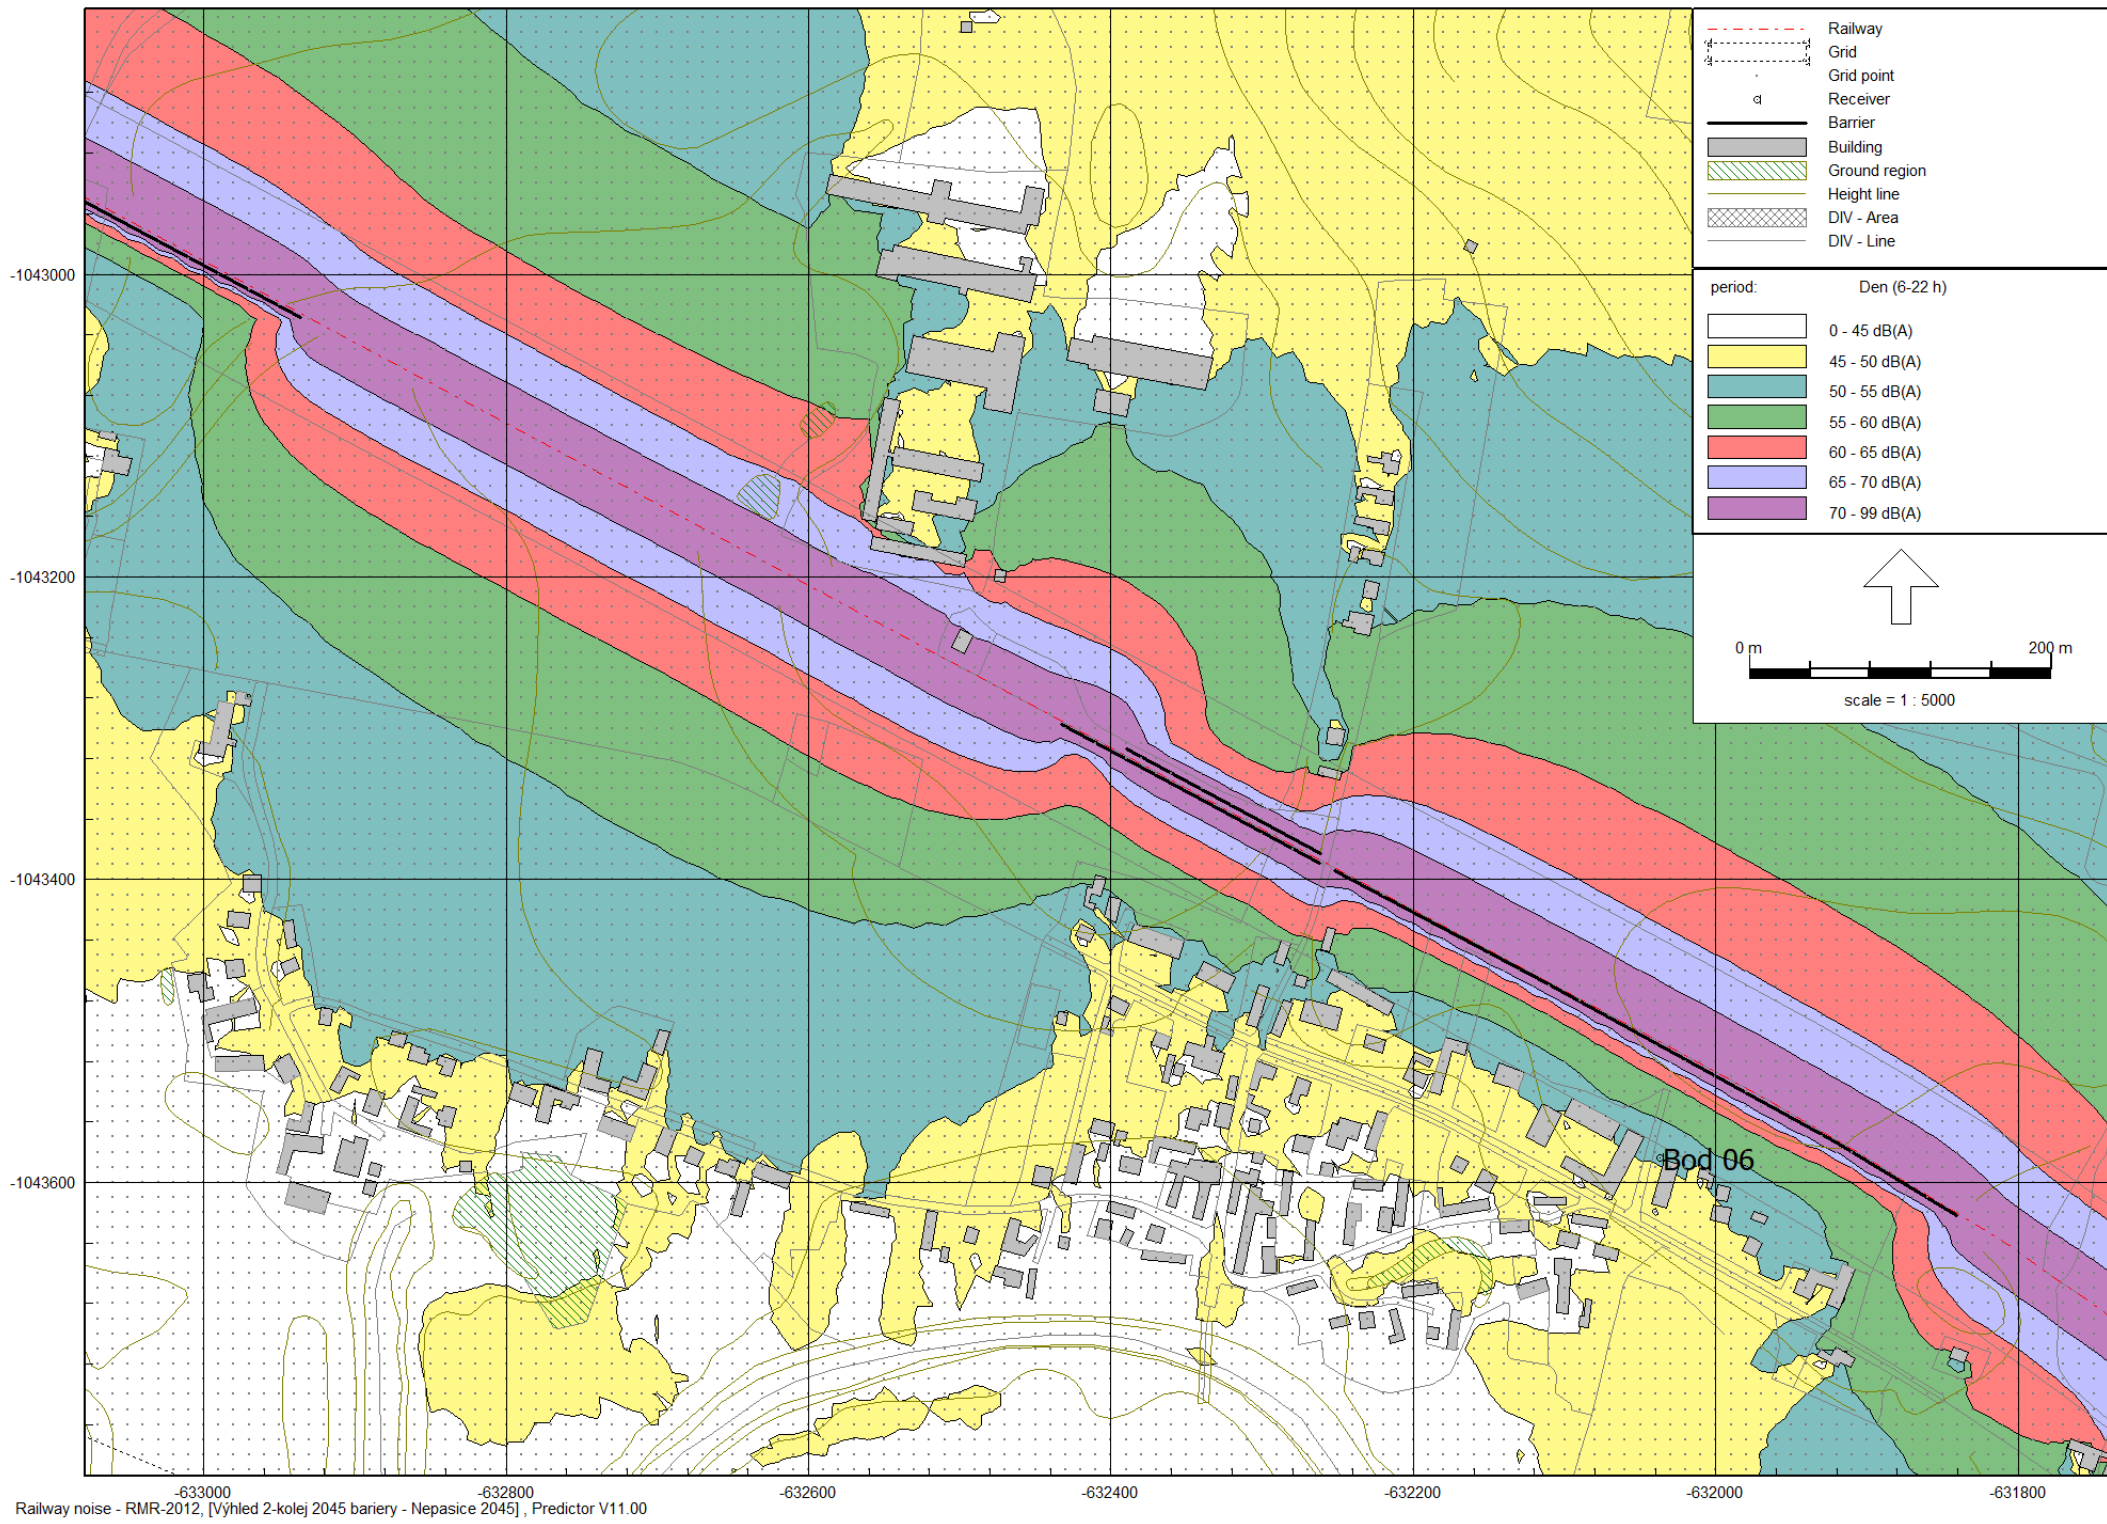 Railway
Grid
Grid point
Receiver
Barrier
Building
Ground region
Height line
DIV - Area
DIV - Line
period: Den (6-22 h)
0 - 45 dB(A)
45 - 50 dB(A)
50 - 55 dB(A)
55 - 60 dB(A)
60 - 65 dB(A)
65 - 70 dB(A)
70 - 99 dB(A)
0 m 200 m
scale = 1 : 5000
-1043000
-1043200
-1043400
-1043600
Bod 06
-633000 -632800 -632600 -632400 -632200 -632000 -631800
Railway noise - RMR-2012, [Výhled 2-kolej 2045 bariery - Nepasice 2045] , Predictor V11.00